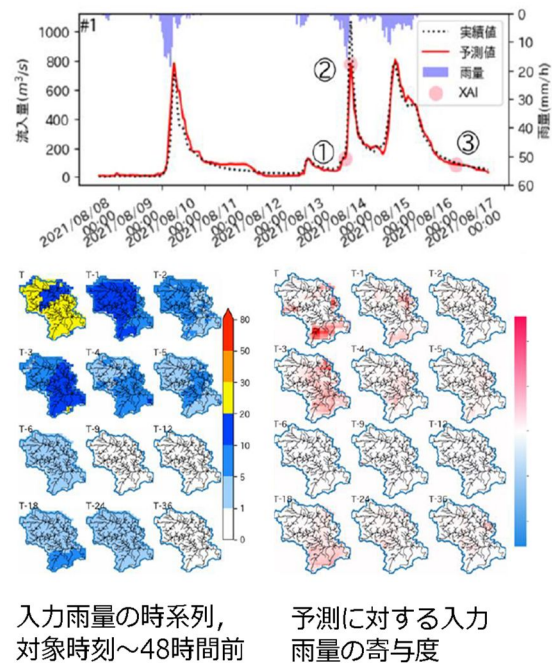 #1
流入量(m³/s)
1000
800
600
400
200
0
実績値
予測値
雨量
XAI
0
10
20
30
40
50
60
雨量(mm/h)
①
②
③
2021/08/08 00:00
2021/08/09 00:00
2021/08/10 00:00
2021/08/11 00:00
2021/08/12 00:00
2021/08/13 00:00
2021/08/14 00:00
2021/08/15 00:00
2021/08/16 00:00
2021/08/17 00:00
T T-1 T-2
T-3 T-4 T-5
T-6 T-9 T-12
T-18 T-24 T-36
80
50
30
20
10
5
1
0
T T-1 T-2
T-3 T-4 T-5
T-6 T-9 T-12
T-18 T-24 T-36
入力雨量の時系列,
対象時刻～48時間前
予測に対する入力
雨量の寄与度